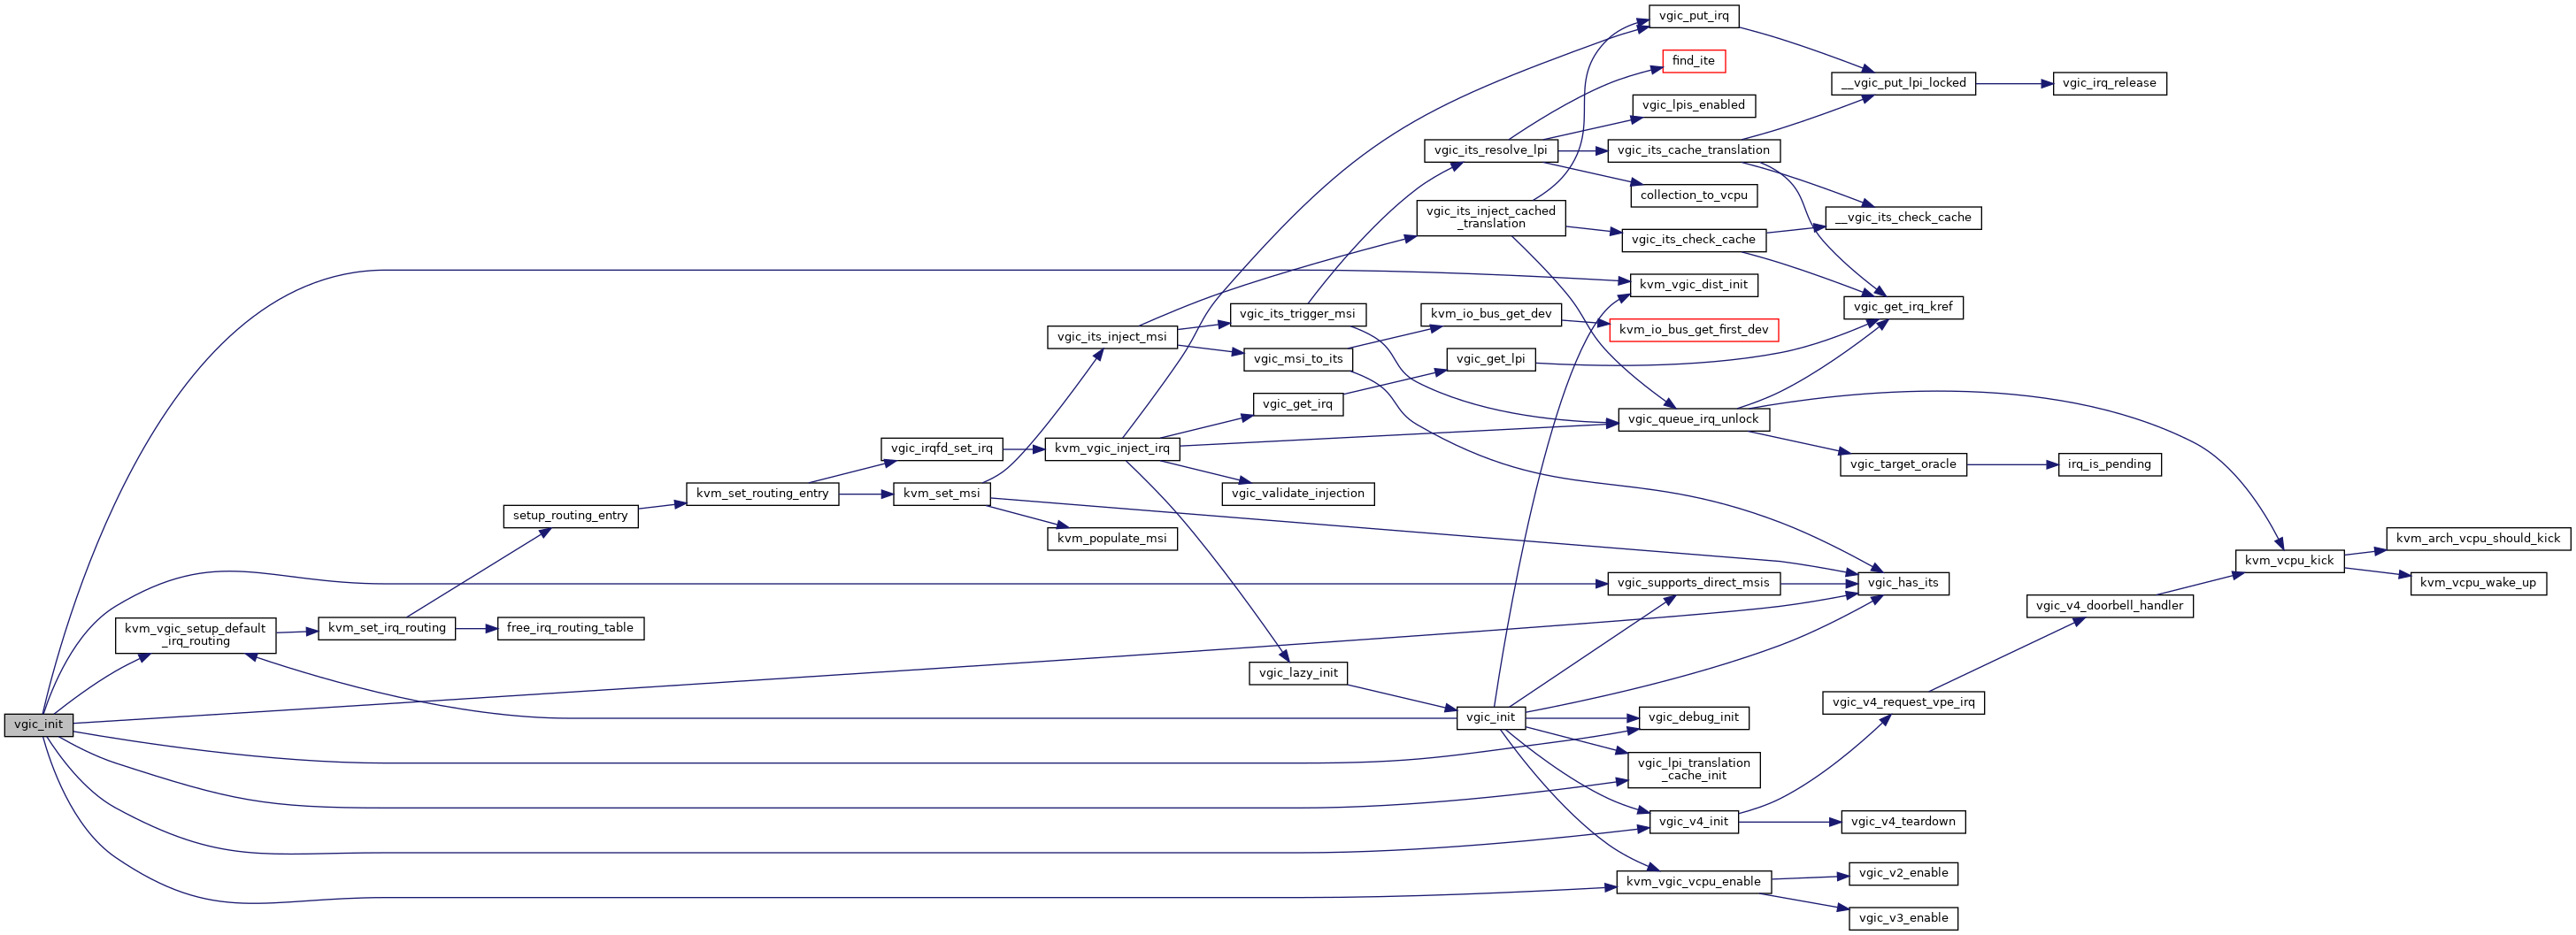 vgic_put_irq
find_ite
__vgic_put_lpi_locked
vgic_irq_release
vgic_lpis_enabled
vgic_its_resolve_lpi
vgic_its_cache_translation
collection_to_vcpu
vgic_its_inject_cached
_translation
__vgic_its_check_cache
vgic_its_check_cache
kvm_vgic_dist_init
vgic_get_irq_kref
vgic_its_trigger_msi
kvm_io_bus_get_dev
kvm_io_bus_get_first_dev
vgic_its_inject_msi
vgic_msi_to_its
vgic_get_lpi
vgic_get_irq
vgic_queue_irq_unlock
vgic_irqfd_set_irq
kvm_vgic_inject_irq
vgic_target_oracle
irq_is_pending
kvm_set_routing_entry
kvm_set_msi
vgic_validate_injection
setup_routing_entry
kvm_populate_msi
kvm_arch_vcpu_should_kick
kvm_vcpu_kick
kvm_vcpu_wake_up
vgic_supports_direct_msis
vgic_has_its
vgic_v4_doorbell_handler
kvm_vgic_setup_default
_irq_routing
kvm_set_irq_routing
free_irq_routing_table
vgic_lazy_init
vgic_v4_request_vpe_irq
vgic_init
vgic_init
vgic_debug_init
vgic_lpi_translation
_cache_init
vgic_v4_init
vgic_v4_teardown
kvm_vgic_vcpu_enable
vgic_v2_enable
vgic_v3_enable